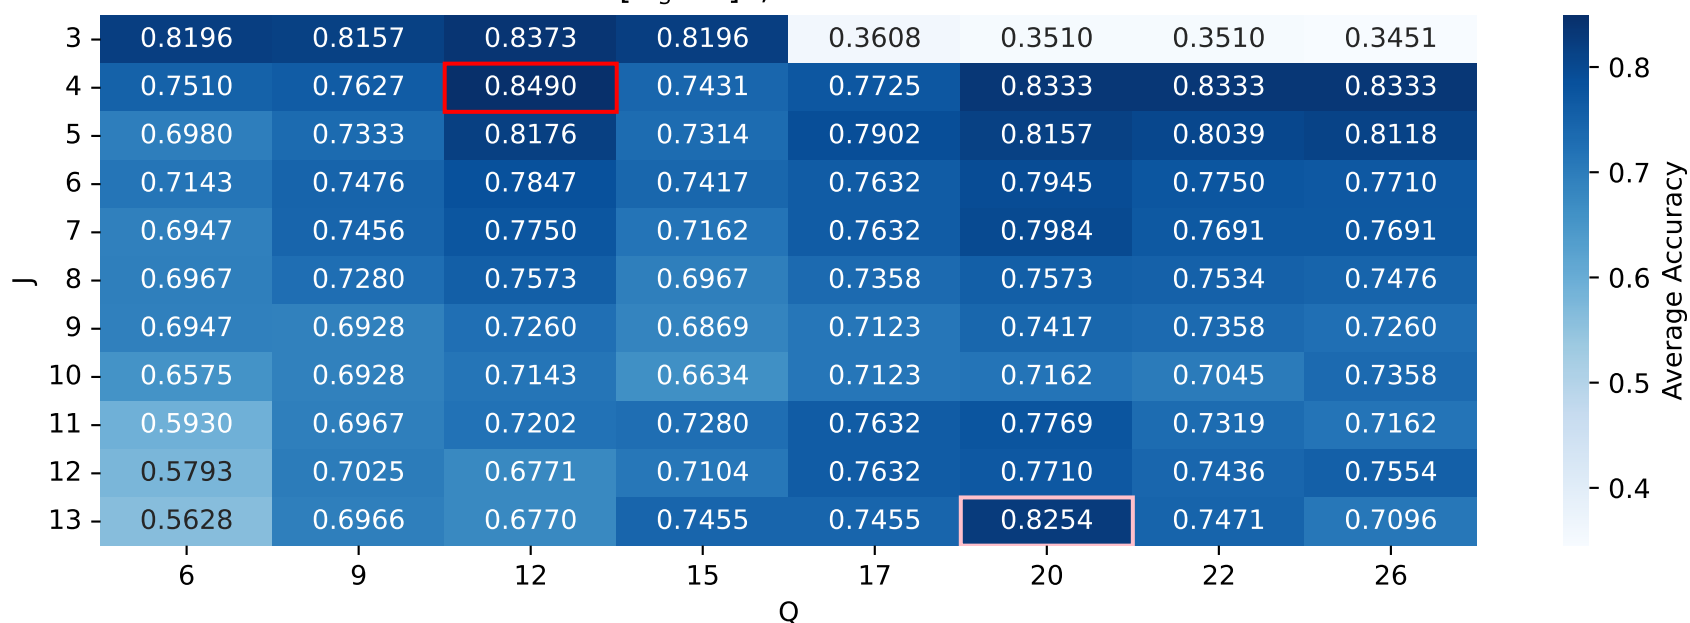 3 0.8196 0.8157 0.8373 0.8196 0.3608 0.3510 0.3510 0.3451
4 0.7510 0.7627 0.8490 0.7431 0.7725 0.8333 0.8333 0.8333
5 0.6980 0.7333 0.8176 0.7314 0.7902 0.8157 0.8039 0.8118
6 0.7143 0.7476 0.7847 0.7417 0.7632 0.7945 0.7750 0.7710
7 0.6947 0.7456 0.7750 0.7162 0.7632 0.7984 0.7691 0.7691
8 0.6967 0.7280 0.7573 0.6967 0.7358 0.7573 0.7534 0.7476
9 0.6947 0.6928 0.7260 0.6869 0.7123 0.7417 0.7358 0.7260
10 0.6575 0.6928 0.7143 0.6634 0.7123 0.7162 0.7045 0.7358
11 0.5930 0.6967 0.7202 0.7280 0.7632 0.7769 0.7319 0.7162
12 0.5793 0.7025 0.6771 0.7104 0.7632 0.7710 0.7436 0.7554
13 0.5628 0.6966 0.6770 0.7455 0.7455 0.8254 0.7471 0.7096
6 9 12 15 17 20 22 26
Q
J
0.8
0.7
0.6
0.5
0.4
Average Accuracy